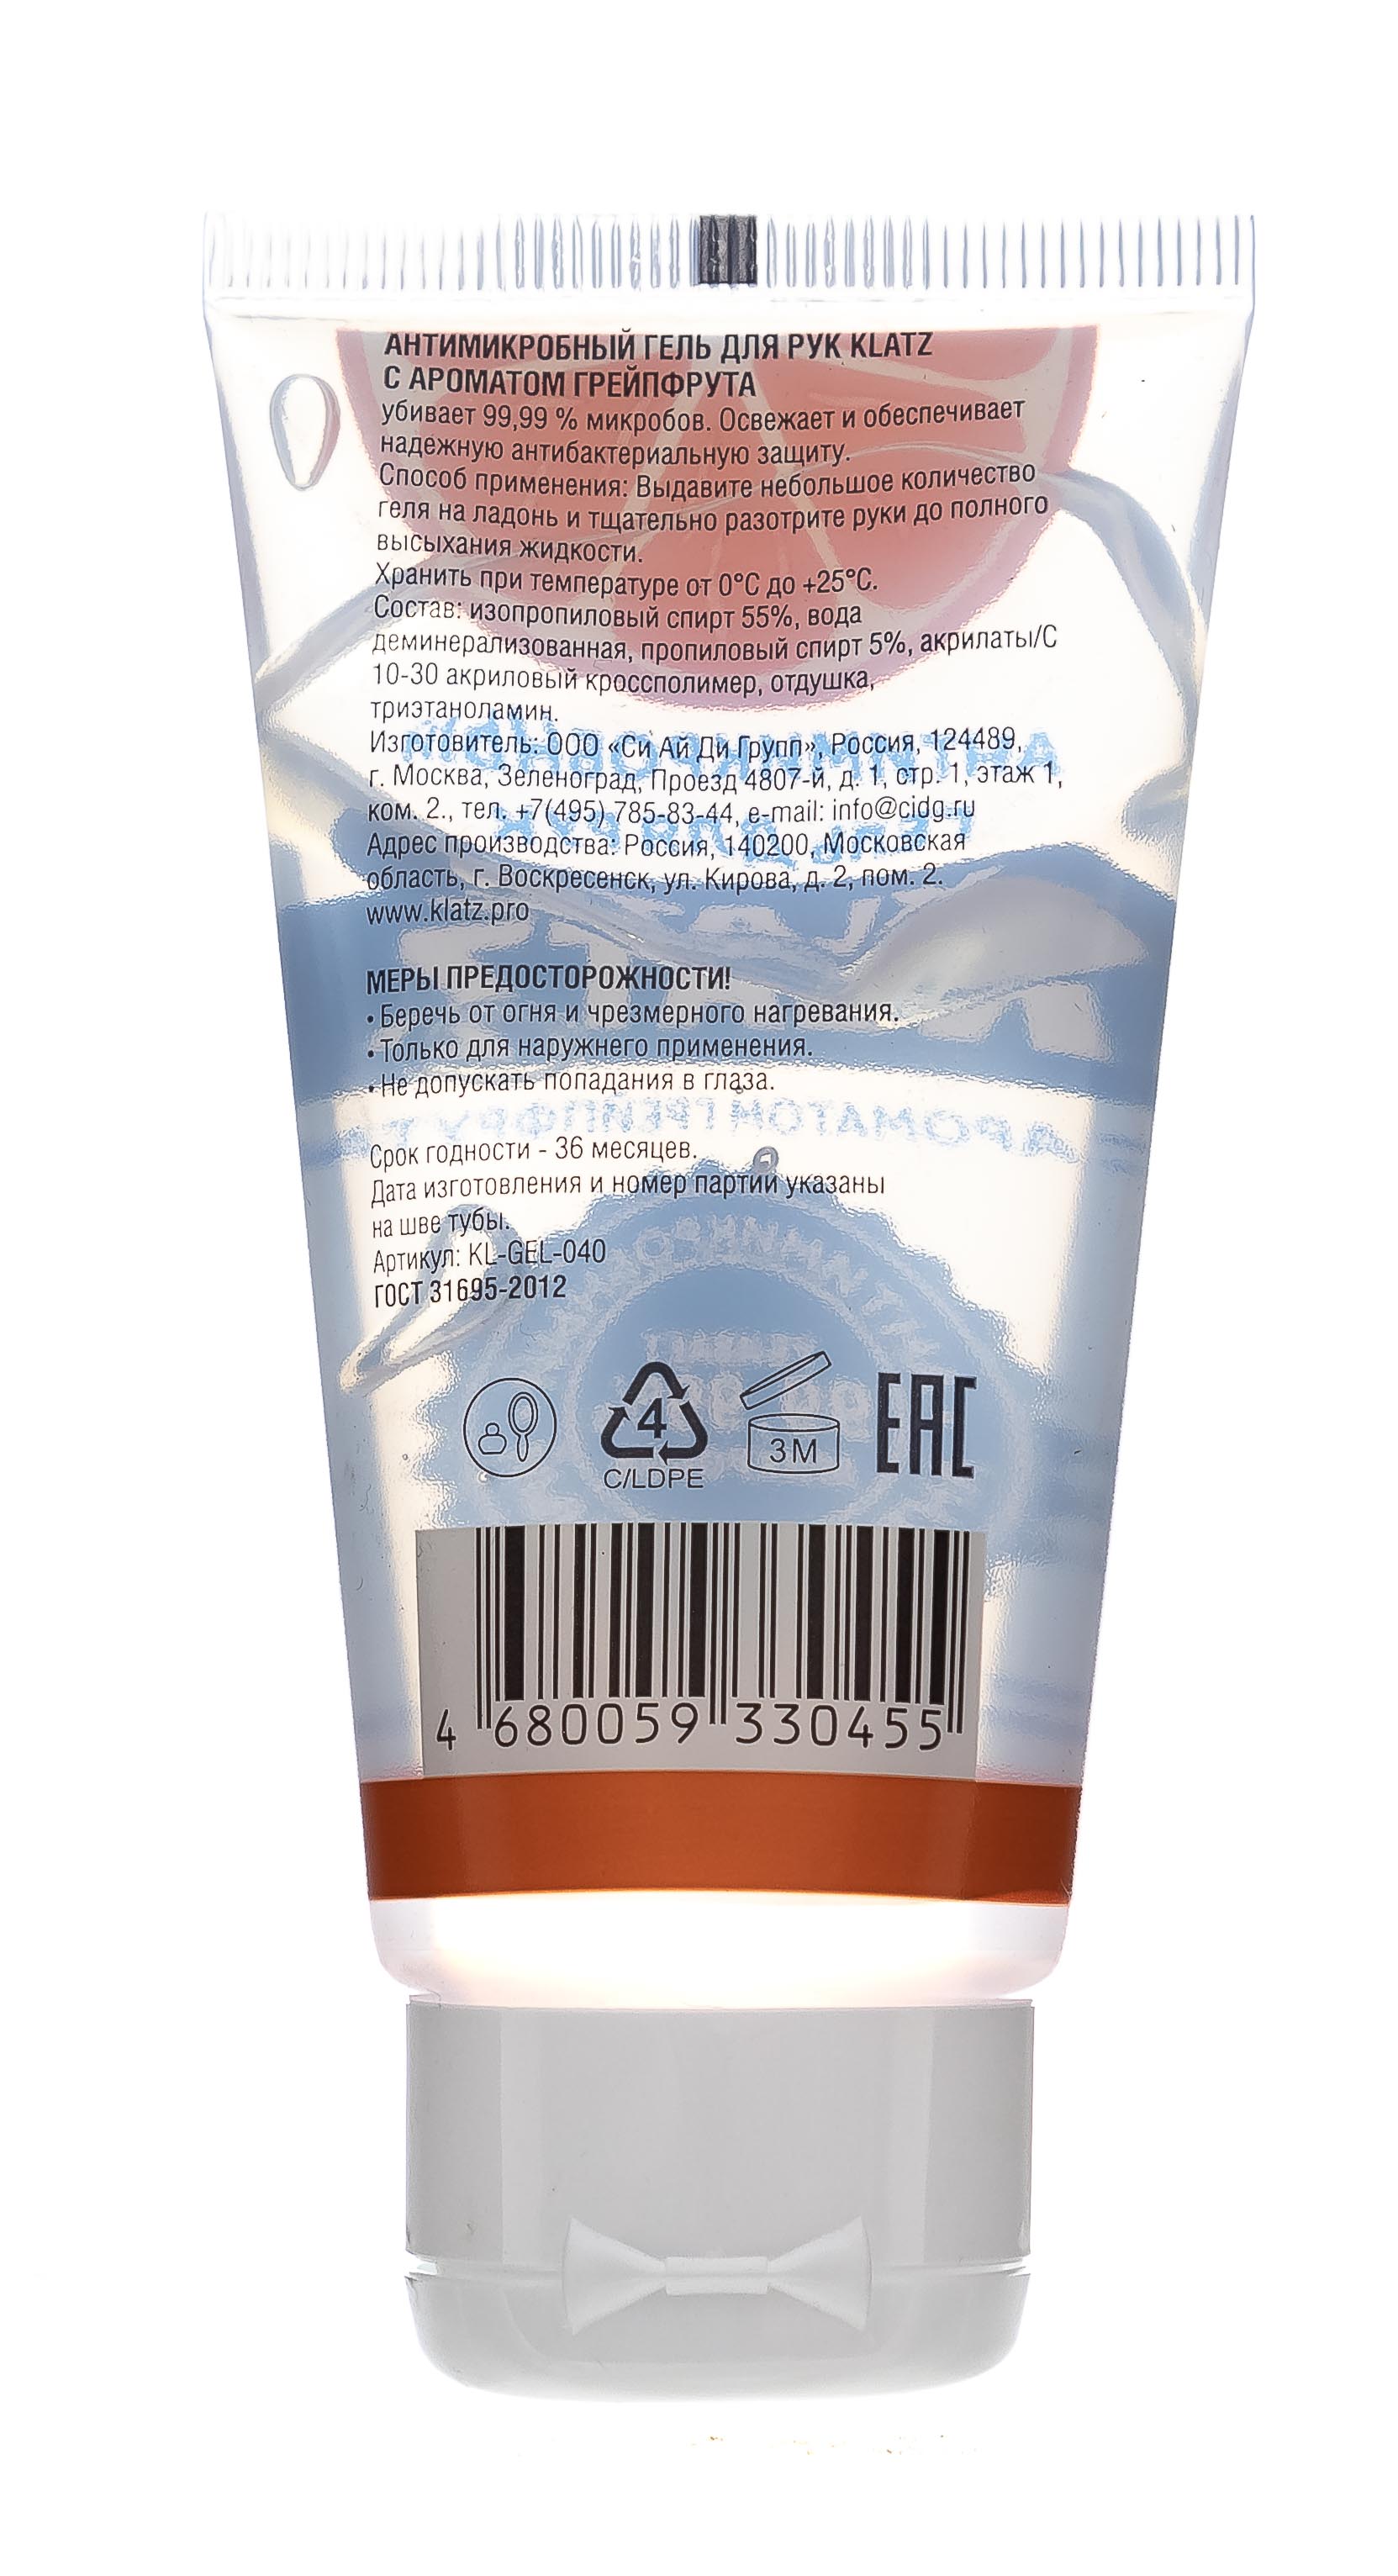 АНТИМИКРОБНЫЙ ГЕЛЬ ДЛЯ РУК KLATZ
С АРОМАТОМ ГРЕЙПФРУТА
убивает 99,99 % микробов. Освежает и обеспечивает
надежную антибактериальную защиту.
Способ применения: Выдавите небольшое количество
геля на ладонь и тщательно разотрите руки до полного
высыхания жидкости.
Хранить при температуре от 0°C до +25°C.
Состав: изопропиловый спирт 55%, вода
деминерализованная, пропиловый спирт 5%, акрилаты/С
10-30 акриловый кроссполимер, отдушка,
триэтаноламин.
Изготовитель: ООО «Си Ай Ди Групп», Россия, 124489,
г. Москва, Зеленоград, Проезд 4807-й, д. 1, стр. 1, этаж 1,
ком. 2., тел. +7(495) 785-83-44, e-mail: info@cidg.ru
Адрес производства: Россия, 140200, Московская
область, г. Воскресенск, ул. Кирова, д. 2, пом. 2.
www.klatz.pro
МЕРЫ ПРЕДОСТОРОЖНОСТИ!
• Беречь от огня и чрезмерного нагревания.
• Только для наружнего применения.
• Не допускать попадания в глаза.
Срок годности - 36 месяцев.
Дата изготовления и номер партии указаны
на шве тубы.
Артикул: KL-GEL-040
ГОСТ 31695-2012
4
C/LDPE
3М
EAC
4 680059 330455